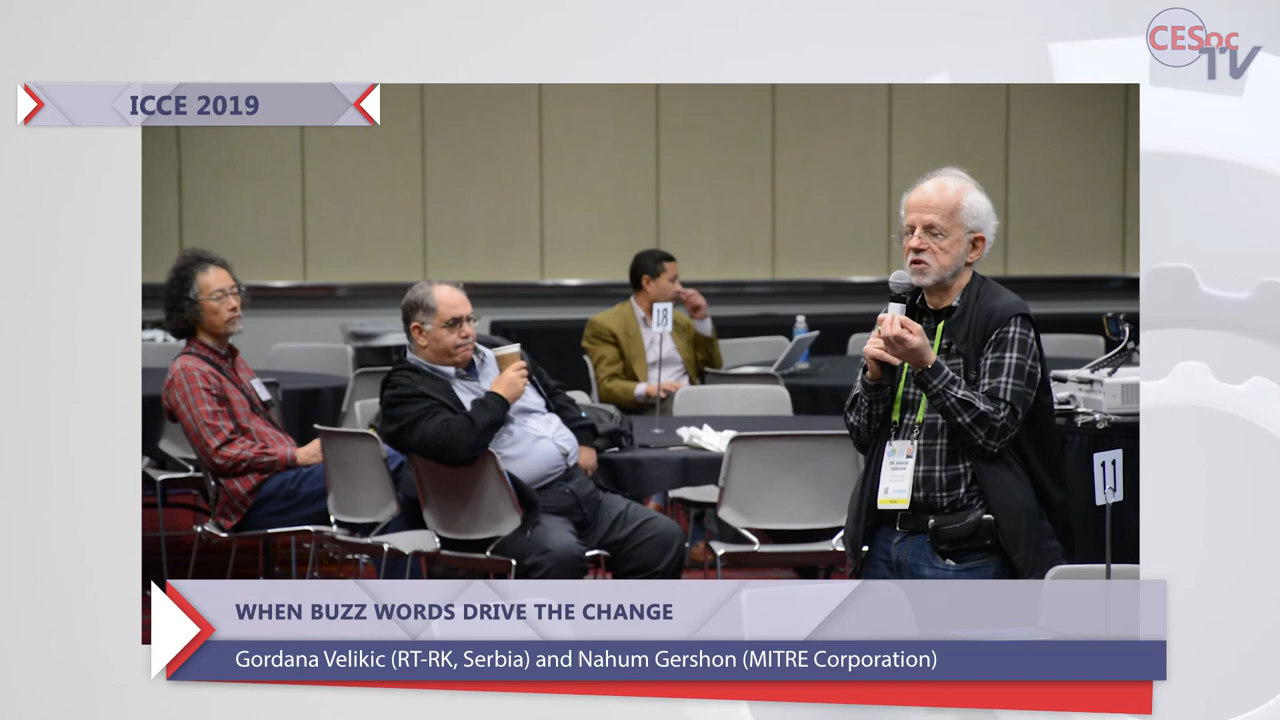 CESoc
TV
ICCE 2019
18
11
WHEN BUZZ WORDS DRIVE THE CHANGE
Gordana Velikic (RT-RK, Serbia) and Nahum Gershon (MITRE Corporation)